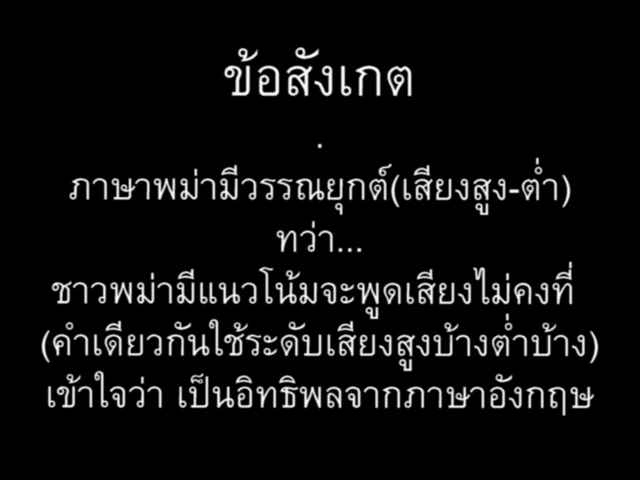 ข้อสังเกต
.
ภาษาพม่ามีวรรณยุกต์(เสียงสูง-ต่ำ)
ทว่า...
ชาวพม่ามีแนวโน้มจะพูดเสียงไม่คงที่
(คำเดียวกันใช้ระดับเสียงสูงบ้างต่ำบ้าง)
เข้าใจว่า เป็นอิทธิพลจากภาษาอังกฤษ